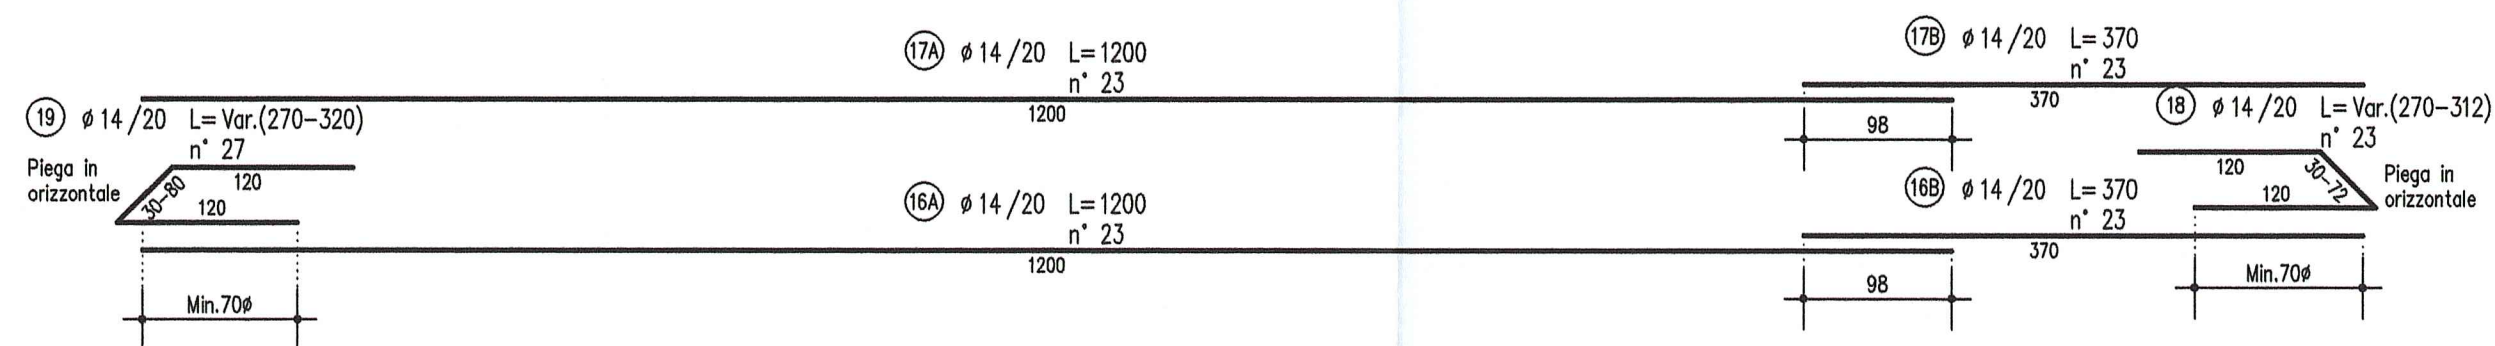 17A ø 14 /20 L= 1200
n° 23
1200
17B ø 14 /20 L= 370
n° 23
370
98
19 ø 14 /20 L= Var.(270-320)
n° 27
Piega in
orizzontale
120
30-80
120
18 ø 14 /20 L= Var.(270-312)
n° 23
120
30-72
120
Piega in
orizzontale
16A ø 14 /20 L= 1200
n° 23
1200
16B ø 14 /20 L= 370
n° 23
370
98
Min.70ø
Min.70ø